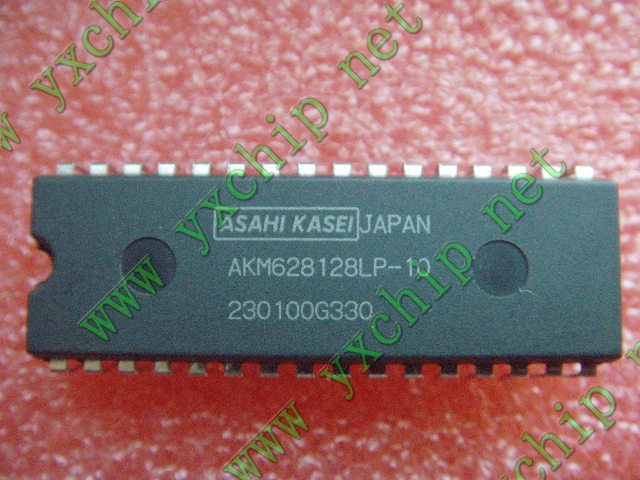 www yxchip net
ASAHI KASEI JAPAN
AKM628128LP-10
230100G330
www yxchip net
www yxchip net